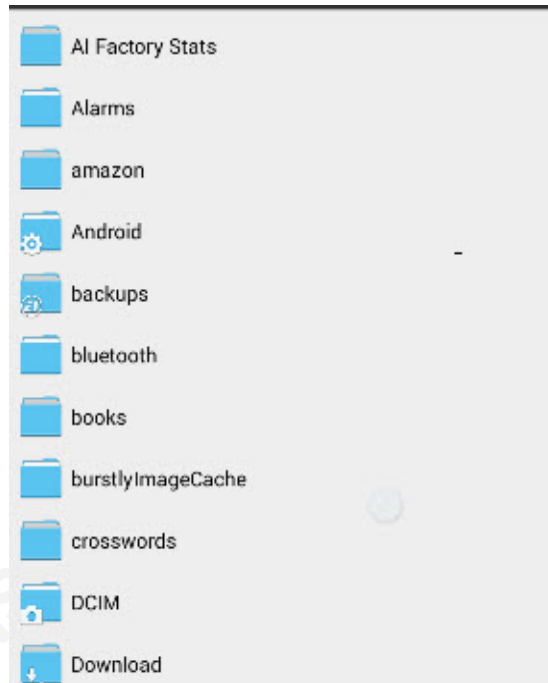 AI Factory Stats
Alarms
amazon
Android
backups
bluetooth
books
burstlyImageCache
crosswords
DCIM
Download